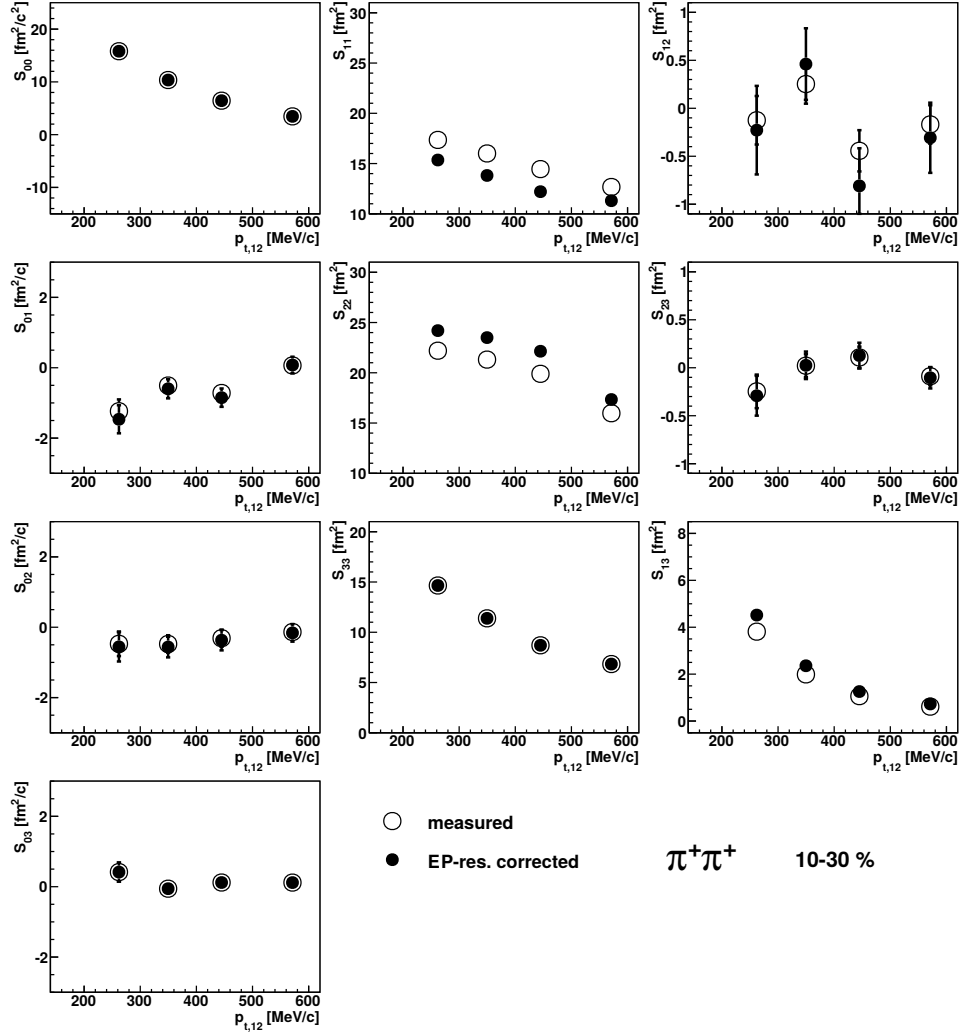 S00 [fm²/c²]
20
10
0
-10
200 300 400 500 600
pt,12 [MeV/c]
S11 [fm²]
30
25
20
15
10
200 300 400 500 600
pt,12 [MeV/c]
S12 [fm²]
1
0.5
0
-0.5
-1
200 300 400 500 600
pt,12 [MeV/c]
S01 [fm²/c]
2
0
-2
200 300 400 500 600
pt,12 [MeV/c]
S22 [fm²]
30
25
20
15
10
200 300 400 500 600
pt,12 [MeV/c]
S23 [fm²]
1
0.5
0
-0.5
-1
200 300 400 500 600
pt,12 [MeV/c]
S02 [fm²/c]
2
0
-2
200 300 400 500 600
pt,12 [MeV/c]
S33 [fm²]
20
15
10
5
0
200 300 400 500 600
pt,12 [MeV/c]
S13 [fm²]
8
6
4
2
0
200 300 400 500 600
pt,12 [MeV/c]
S03 [fm²/c]
2
0
-2
200 300 400 500 600
pt,12 [MeV/c]
measured
EP-res. corrected π⁺π⁺ 10-30 %